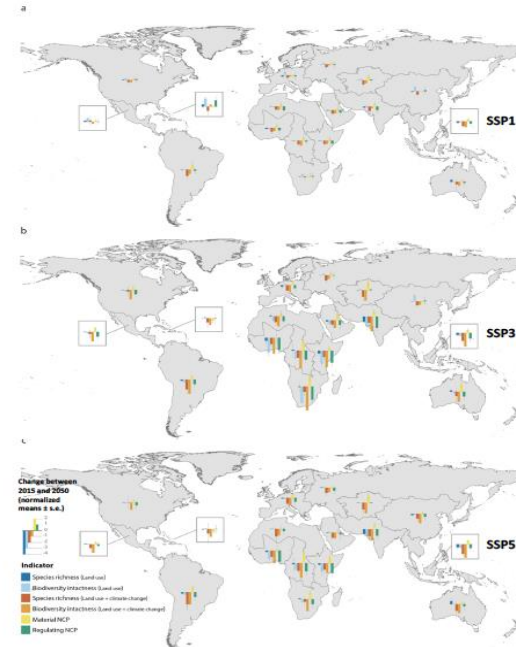 a
SSP1
b
SSP3
c
SSP5
Change between
2015 and 2050
(normalized
means ± s.e.)
Indicator
Species richness (Land use)
Biodiversity intactness (Land use)
Species richness (Land use + climate change)
Biodiversity intactness (Land use + climate change)
Material NCP
Regulating NCP